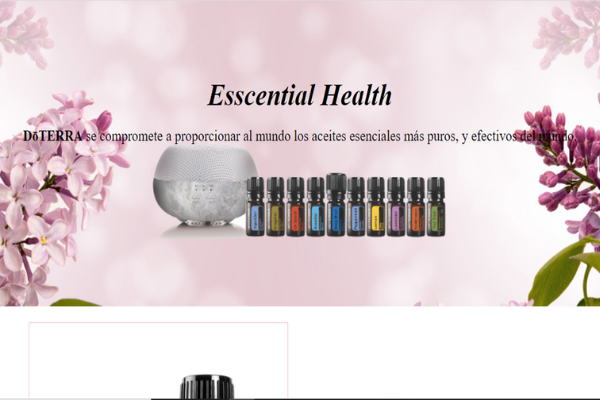 Esscential Health
DōTERRA se compromete a proporcionar al mundo los aceites esenciales más puros, y efectivos del mundo.